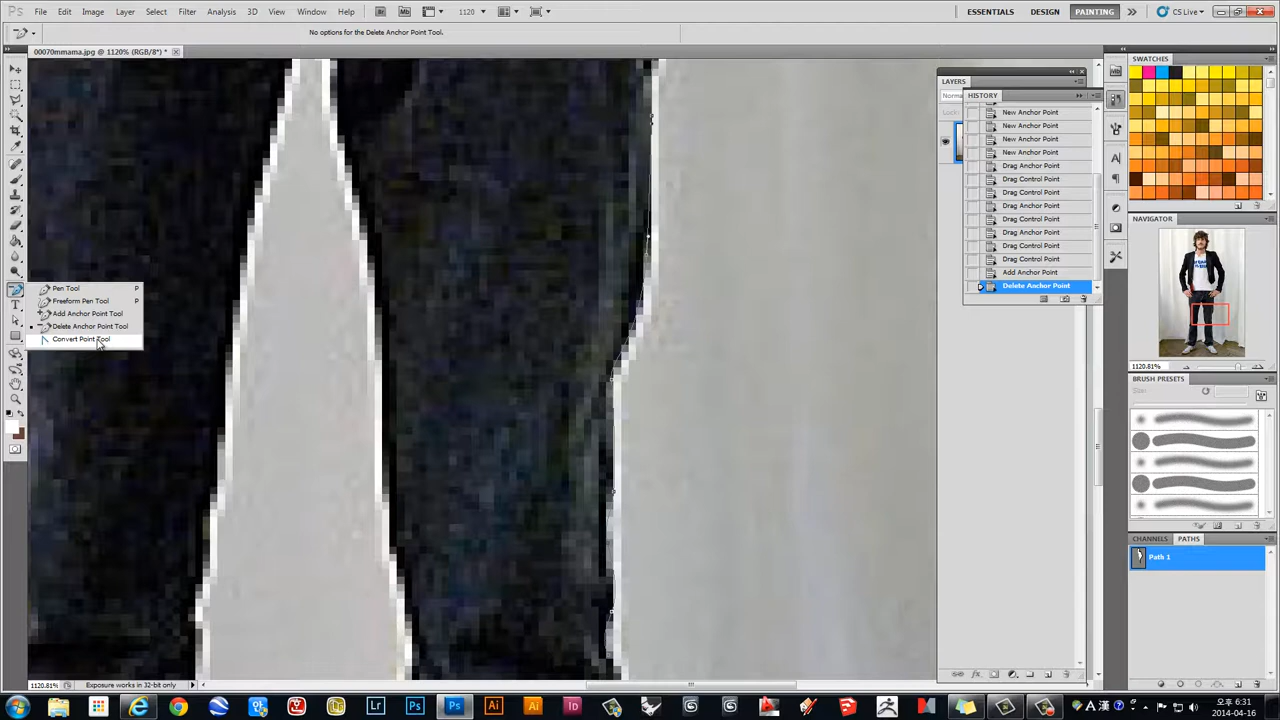 File Edit Image Layer Select Filter Analysis 3D View Window Help
1120
ESSENTIALS DESIGN PAINTING
CS Live
No options for the Delete Anchor Point Tool.
00070mmama.jpg @ 1120% (RGB/8*) *
SWATCHES
LAYERS
Norma
HISTORY
New Anchor Point
New Anchor Point
New Anchor Point
New Anchor Point
Drag Anchor Point
Drag Control Point
Drag Control Point
Drag Anchor Point
Drag Control Point
Drag Anchor Point
Drag Control Point
Drag Control Point
Add Anchor Point
Delete Anchor Point
NAVIGATOR
1120.81%
Pen Tool P
Freeform Pen Tool P
Add Anchor Point Tool
Delete Anchor Point Tool
Convert Point Tool
BRUSH PRESETS
Size:
CHANNELS PATHS
Path 1
1120.81% Exposure works in 32-bit only
오후 6:31
2014-04-16